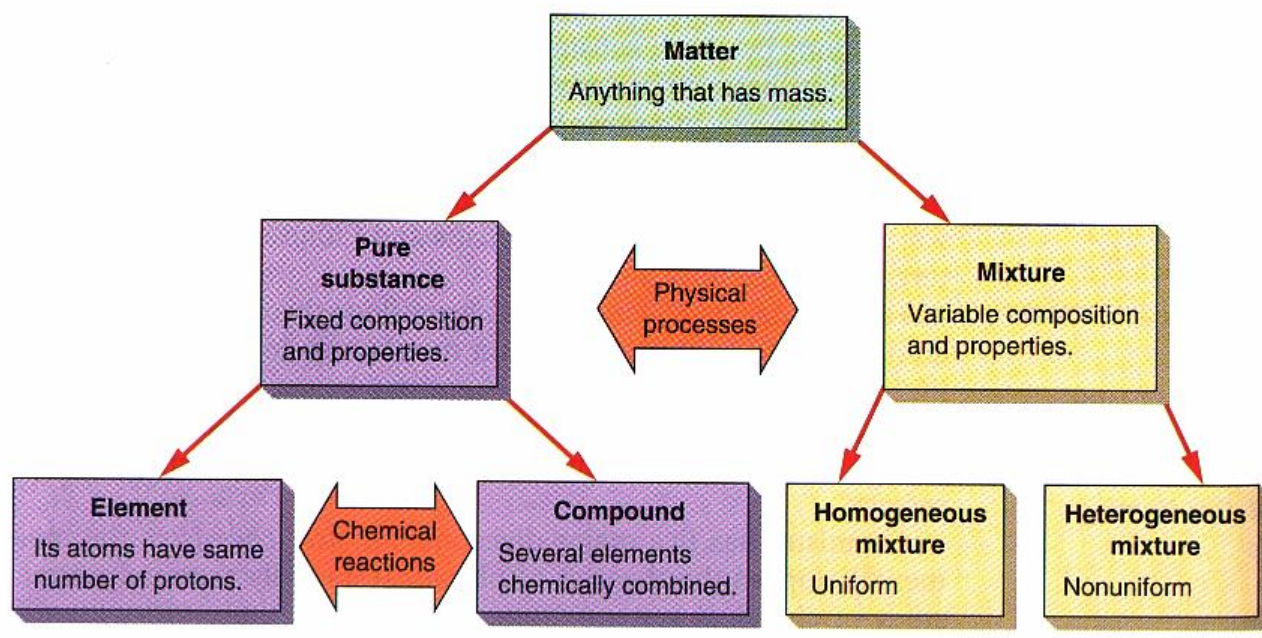 Matter
Anything that has mass.
Pure
substance
Fixed composition
and properties.
Physical
processes
Mixture
Variable composition
and properties.
Element
Its atoms have same
number of protons.
Chemical
reactions
Compound
Several elements
chemically combined.
Homogeneous
mixture
Uniform
Heterogeneous
mixture
Nonuniform